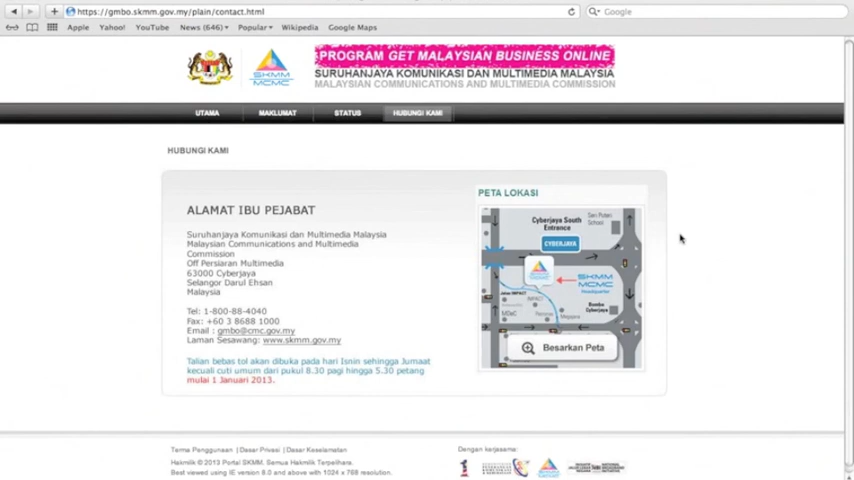 https://gmbo.skmm.gov.my/plain/contact.html
Google
Apple Yahoo! YouTube News (646) Popular Wikipedia Google Maps
SKMM
MCMC
PROGRAM GET MALAYSIAN BUSINESS ONLINE
SURUHANJAYA KOMUNIKASI DAN MULTIMEDIA MALAYSIA
MALAYSIAN COMMUNICATIONS AND MULTIMEDIA COMMISSION
UTAMA MAKLUMAT STATUS HUBUNGI KAMI
HUBUNGI KAMI
ALAMAT IBU PEJABAT
Suruhanjaya Komunikasi dan Multimedia Malaysia
Malaysian Communications and Multimedia
Commission
Off Persiaran Multimedia
63000 Cyberjaya
Selangor Darul Ehsan
Malaysia
Tel: 1-800-88-4040
Fax: +60 3 8688 1000
Email : gmbo@cmc.gov.my
Laman Sesawang: www.skmm.gov.my
Talian bebas tol akan dibuka pada hari Isnin sehingga Jumaat
kecuali cuti umum dari pukul 8.30 pagi hingga 5.30 petang
mulai 1 Januari 2013.
PETA LOKASI
Cyberjaya South
Entrance
School
CYBERJAYA
SKMM
MCMC
Headquarter
IMPACT
Cyberjaya
MDeC
Besarkan Peta
Terma Penggunaan | Dasar Privasi | Dasar Keselamatan
Hakmilik © 2013 Portal SKMM. Semua Hakmilik Terpelihara.
Best viewed using IE version 8.0 and above with 1024 x 768 resolution.
Dengan kerjasama: